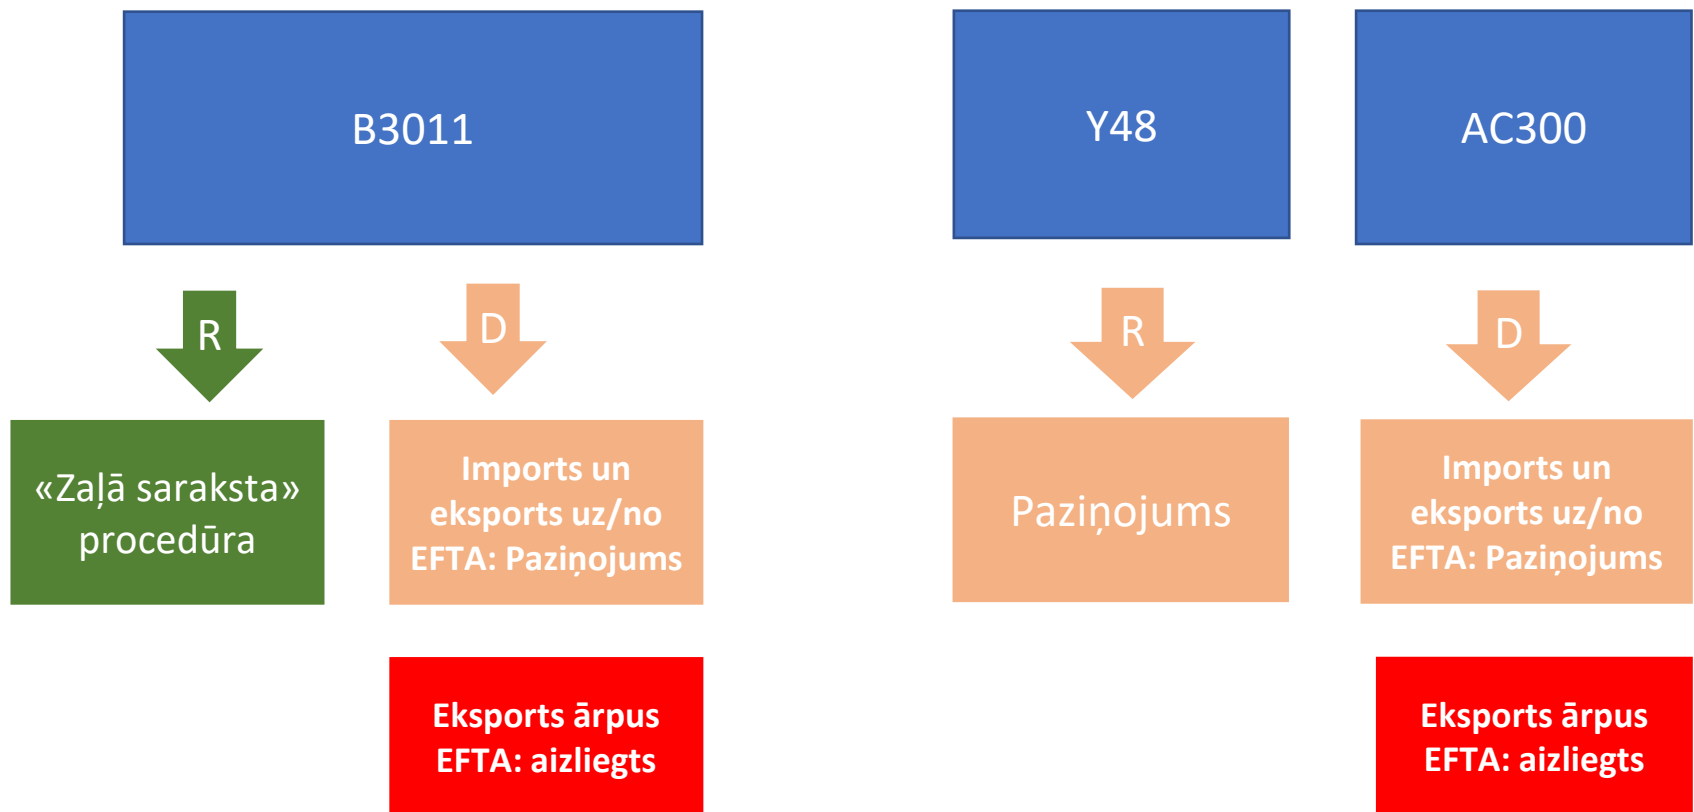 B3011
Y48
AC300
R
D
R
D
«Zaļā saraksta»
procedūra
Imports un
eksports uz/no
EFTA: Paziņojums
Paziņojums
Imports un
eksports uz/no
EFTA: Paziņojums
Eksports ārpus
EFTA: aizliegts
Eksports ārpus
EFTA: aizliegts